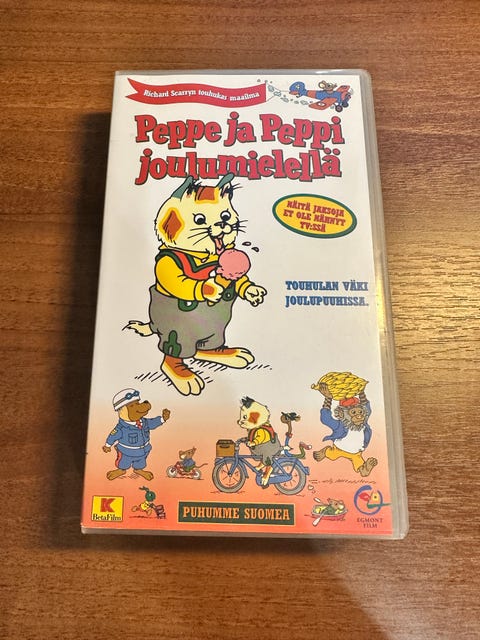 Richard Scarryn touhukas maailma
Peppe ja Peppi
joulumielellä
NÄITÄ JAKSOJA
ET OLE NÄHNYT
TV:SSÄ
TOUHULAN VÄKI
JOULUPUUHISSA.
K
BetaFilm
PUHUMME SUOMEA
EGMONT
FILM